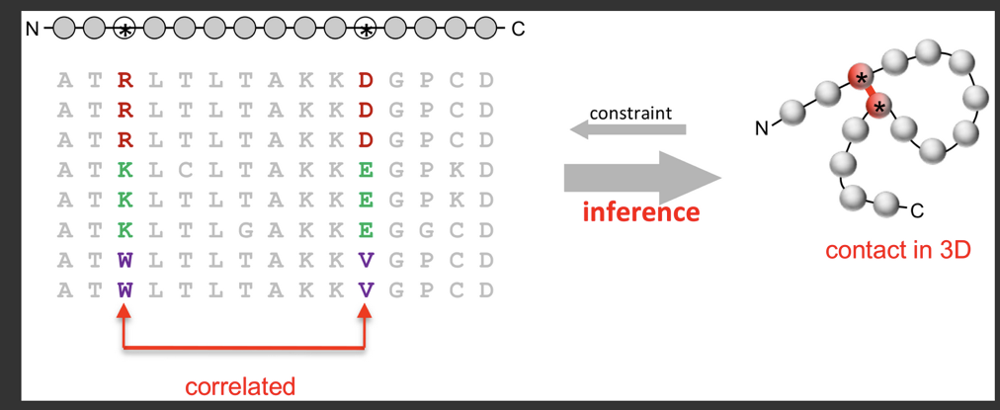 N * * C
A T R L T L T A K K D G P C D
A T R L T L T A K K D G P C D
A T R L T L T A K K D G P C D
A T K L C L T A K K E G P K D
A T K L T L T A K K E G P K D
A T K L T L G A K K E G G C D
A T W L T L T A K K V G P C D
A T W L T L T A K K V G P C D
correlated
constraint
inference
*
*
N
C
contact in 3D